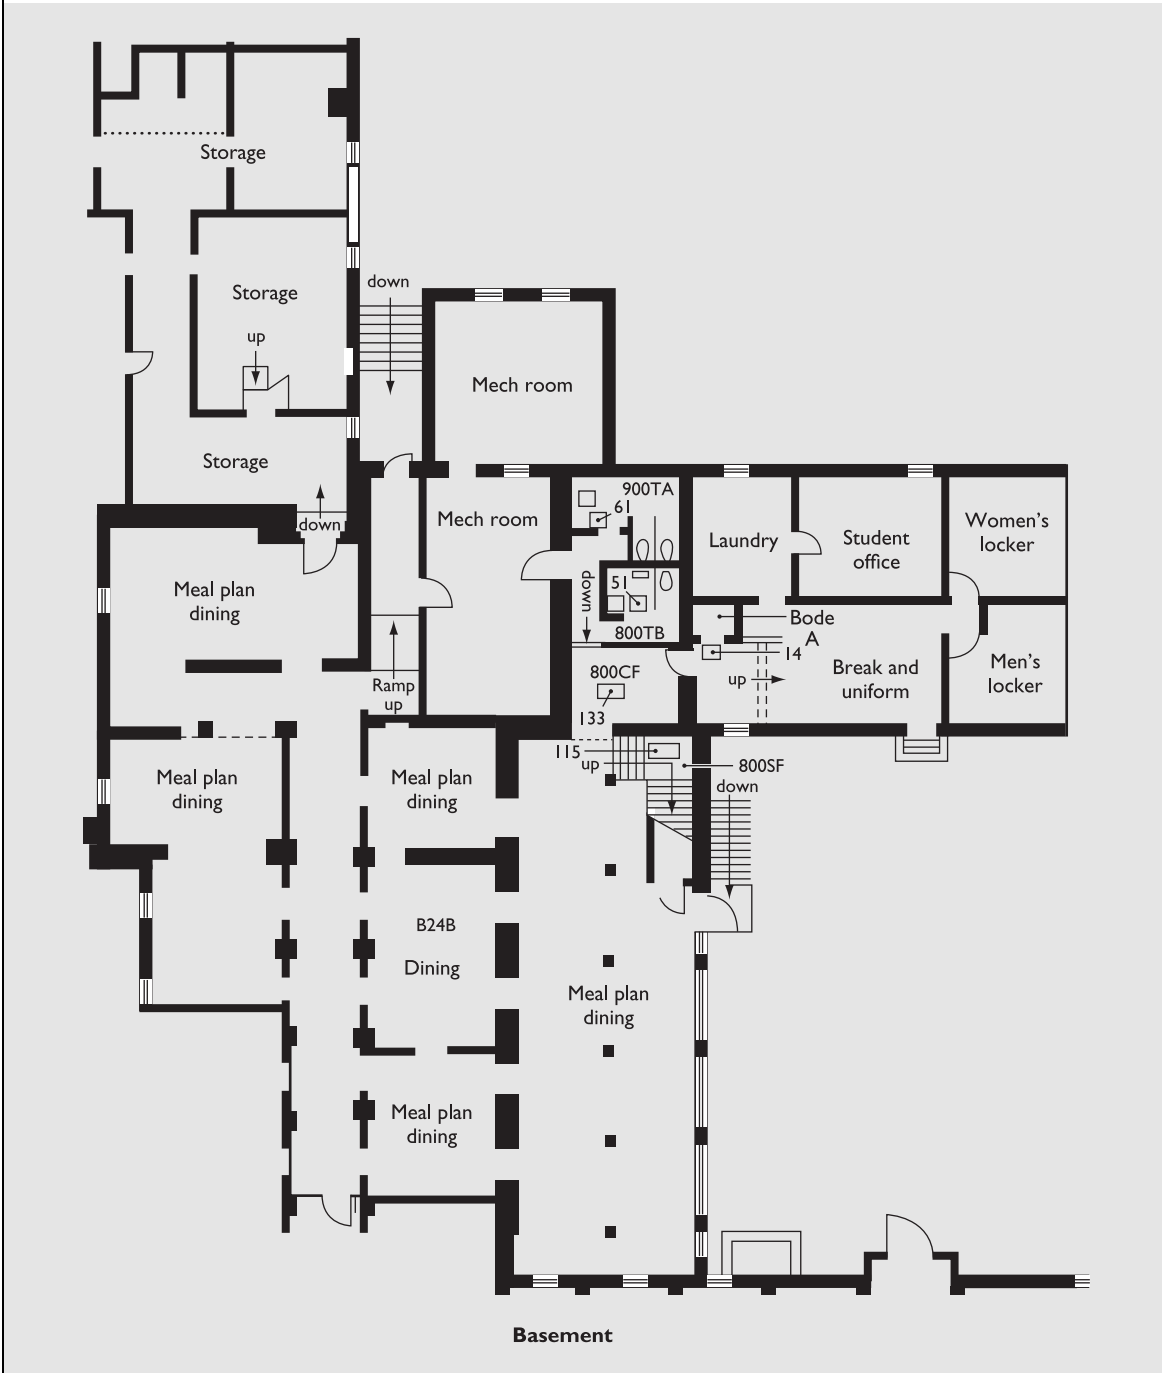 Storage
down
Storage
up
Mech room
Storage
900TA
61
Mech room
down
Women's
locker
Laundry
Student
office
Meal plan
dining
down
51
Bode
A
800TB
14
800CF
Break and
uniform
Men's
locker
up
Ramp
up
133
115
up
800SF
Meal plan
dining
Meal plan
dining
down
B24B
Dining
Meal plan
dining
Meal plan
dining
Basement